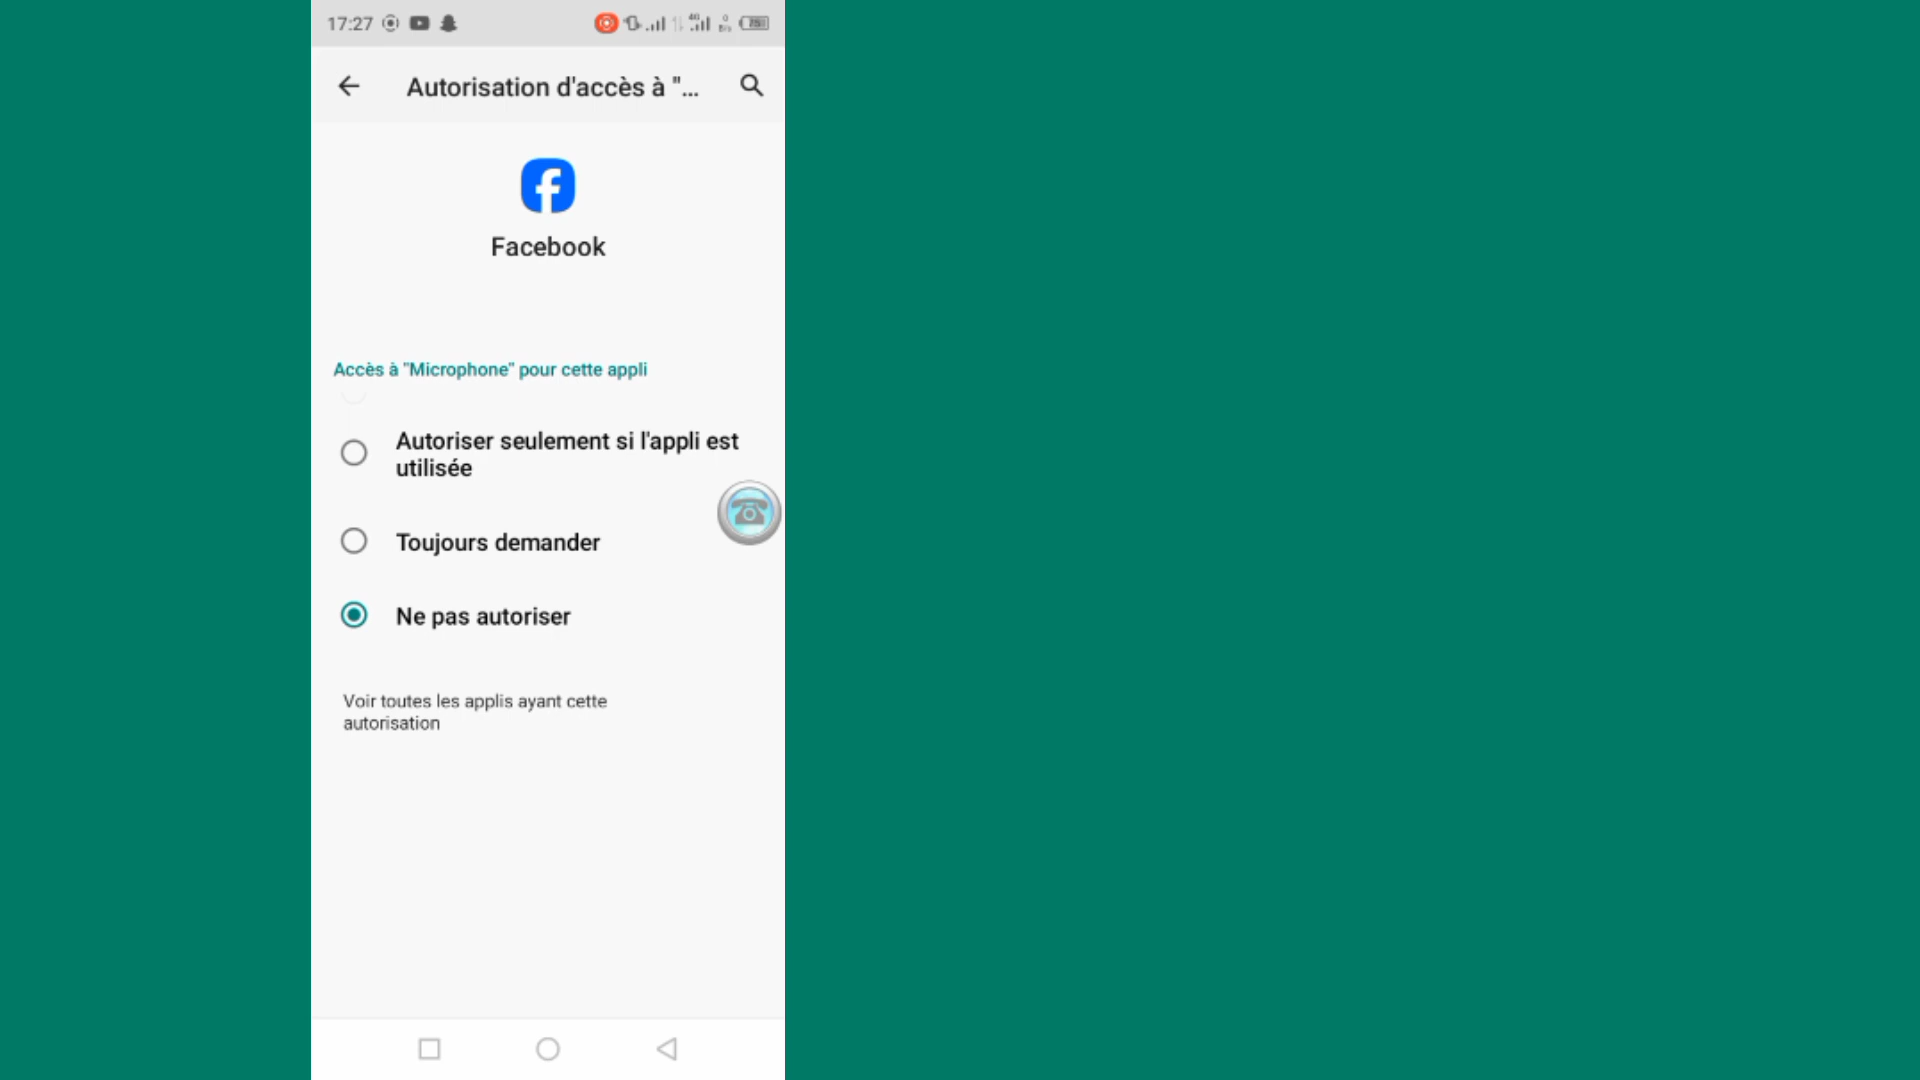 17:27
Autorisation d'accès à "...
Facebook
Accès à "Microphone" pour cette appli
Autoriser seulement si l'appli est
utilisée
Toujours demander
Ne pas autoriser
Voir toutes les applis ayant cette
autorisation